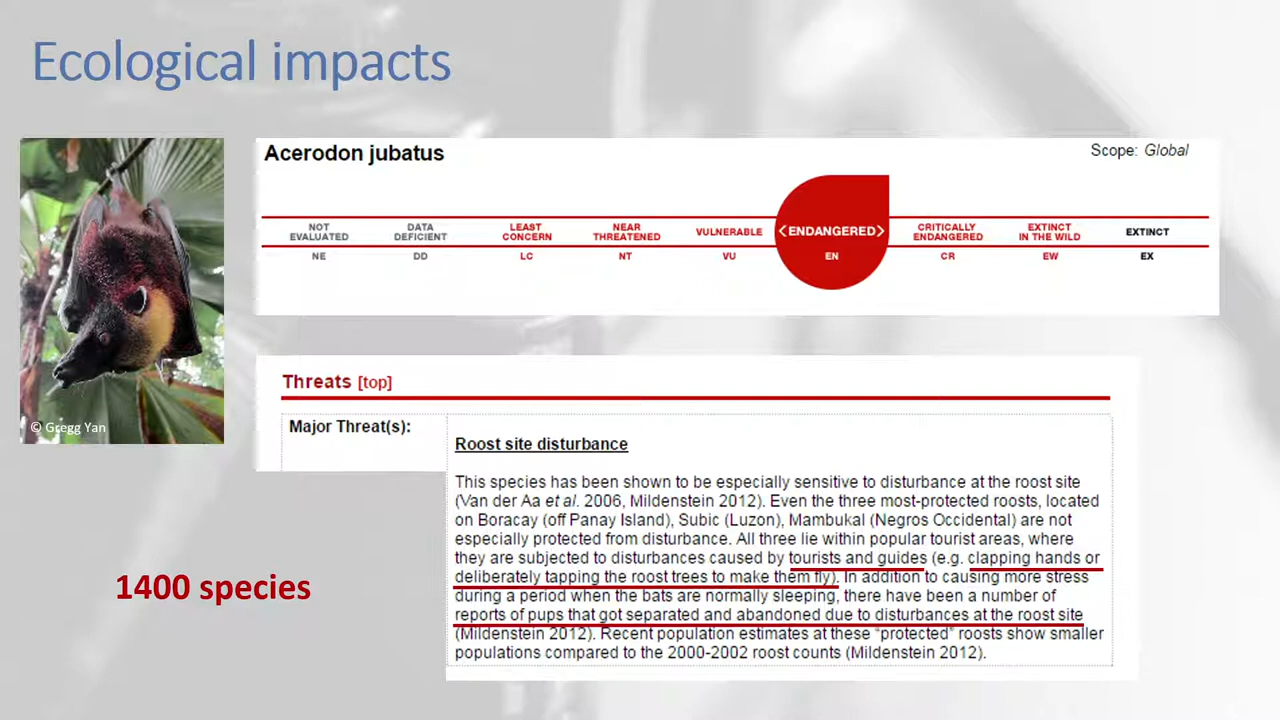 Ecological impacts
Acerodon jubatus
Scope: Global
NOT EVALUATED
NE
DATA DEFICIENT
DD
LEAST CONCERN
LC
NEAR THREATENED
NT
VULNERABLE
VU
<ENDANGERED>
EN
CRITICALLY ENDANGERED
CR
EXTINCT IN THE WILD
EW
EXTINCT
EX
© Gregg Yan
Threats [top]
Major Threat(s):
Roost site disturbance
This species has been shown to be especially sensitive to disturbance at the roost site
(Van der Aa et al. 2006, Mildenstein 2012). Even the three most-protected roosts, located
on Boracay (off Panay Island), Subic (Luzon), Mambukal (Negros Occidental) are not
especially protected from disturbance. All three lie within popular tourist areas, where
they are subjected to disturbances caused by tourists and guides (e.g. clapping hands or
deliberately tapping the roost trees to make them fly). In addition to causing more stress
during a period when the bats are normally sleeping, there have been a number of
reports of pups that got separated and abandoned due to disturbances at the roost site
(Mildenstein 2012). Recent population estimates at these "protected" roosts show smaller
populations compared to the 2000-2002 roost counts (Mildenstein 2012).
1400 species